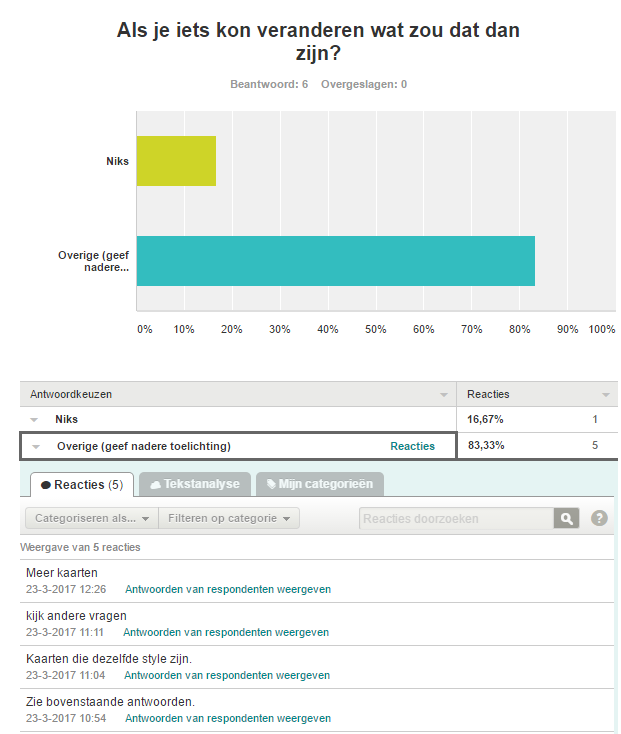 Als je iets kon veranderen wat zou dat dan
zijn?
Beantwoord: 6 Overgeslagen: 0
Niks
Overige (geef
nadere...
0% 10% 20% 30% 40% 50% 60% 70% 80% 90% 100%
Antwoordkeuzen Reacties
Niks 16,67% 1
Overige (geef nadere toelichting) Reacties 83,33% 5
Reacties (5) Tekstanalyse Mijn categorieën
Categoriseren als... Filteren op categorie Reacties doorzoeken ?
Weergave van 5 reacties
Meer kaarten
23-3-2017 12:26 Antwoorden van respondenten weergeven
kijk andere vragen
23-3-2017 11:11 Antwoorden van respondenten weergeven
Kaarten die dezelfde style zijn.
23-3-2017 11:04 Antwoorden van respondenten weergeven
Zie bovenstaande antwoorden.
23-3-2017 10:54 Antwoorden van respondenten weergeven